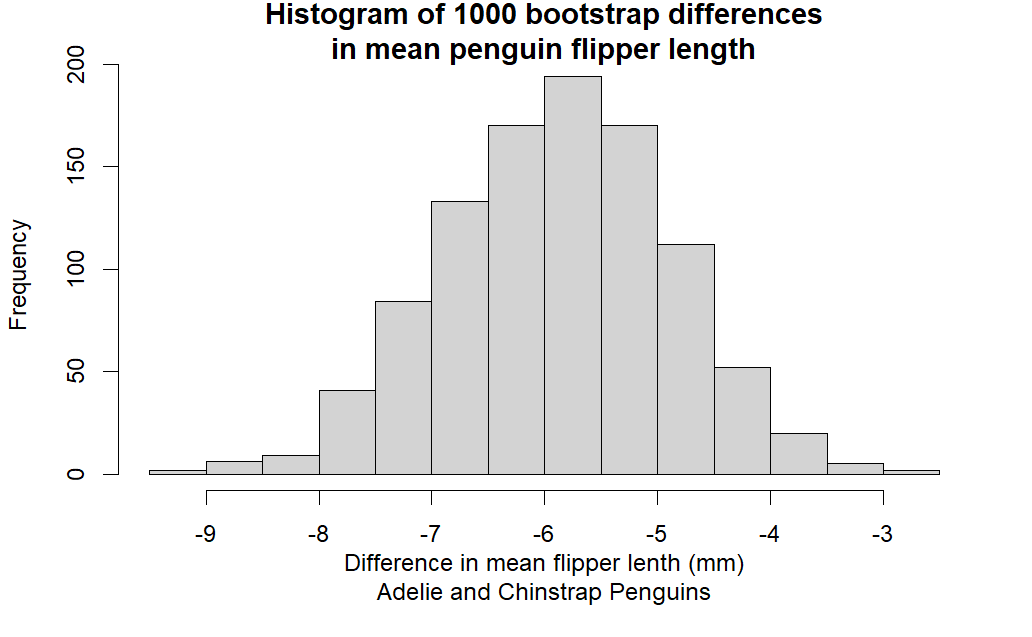 Histogram of 1000 bootstrap differences
in mean penguin flipper length
200
150
100
50
0
Frequency
-9 -8 -7 -6 -5 -4 -3
Difference in mean flipper lenth (mm)
Adelie and Chinstrap Penguins